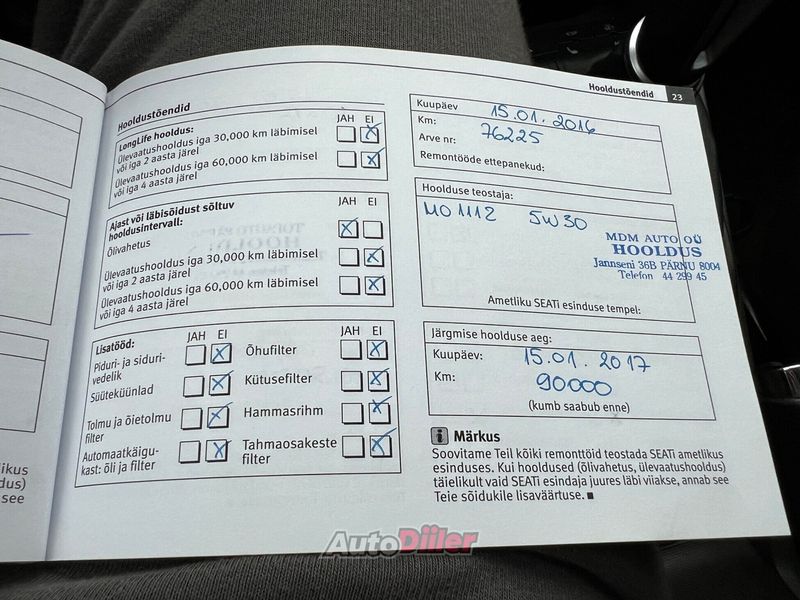 Hooldustõendid
23
Hooldustõendid
JAH EI
LongLife hooldus:
Ülevaatushooldus iga 30,000 km läbimisel
või iga 2 aasta järel
Ülevaatushooldus iga 60,000 km läbimisel
või iga 4 aasta järel
JAH EI
Ajast või läbisõidust sõltuv
hooldusintervall:
Õlivahetus
Ülevaatushooldus iga 30,000 km läbimisel
või iga 2 aasta järel
Ülevaatushooldus iga 60,000 km läbimisel
või iga 4 aasta järel
Lisatööd:
JAH EI
JAH EI
Piduri- ja siduri-
vedelik
Süüteküünlad
Tolmu ja õietolmu
filter
Automaatkäigu-
kast: õli ja filter
Õhufilter
Kütusefilter
Hammasrihm
Tahmaosakeste
filter
Kuupäev 15.01.2016
Km: 76225
Arve nr:
Remontööde ettepanekud:
Hoolduse teostaja:
M01112 5W30
MDM AUTO OÜ
HOOLDUS
Jannseni 36B PÄRNU 8004
Telefon 44 299 45
Ametliku SEATi esinduse tempel:
Järgmise hoolduse aeg:
Kuupäev: 15.01.2017
Km: 90000
(kumb saabub enne)
i Märkus
Soovitame Teil kõiki remonttöid teostada SEATi ametlikus
esinduses. Kui hooldused (õlivahetus, ülevaatushooldus)
täielikult vaid SEATi esindaja juures läbi viiakse, annab see
Teie sõidukile lisaväärtuse. ■
likus
dus)
see
AutoDiiler